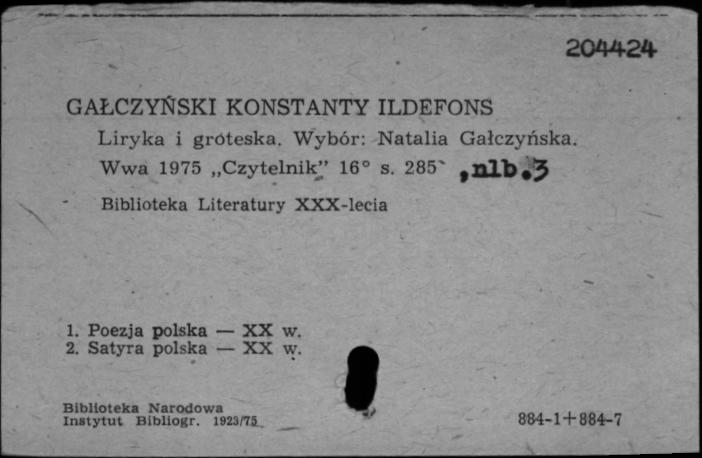 204424
GAŁCZYŃSKI KONSTANTY ILDEFONS
Liryka i groteska. Wybór: Natalia Gałczyńska.
Wwa 1975 „Czytelnik” 16° s. 285 ,nlb.3
Biblioteka Literatury XXX-lecia
1. Poezja polska — XX w.
2. Satyra polska — XX w.
Biblioteka Narodowa
Instytut Bibliogr. 1923/75
884-1+884-7